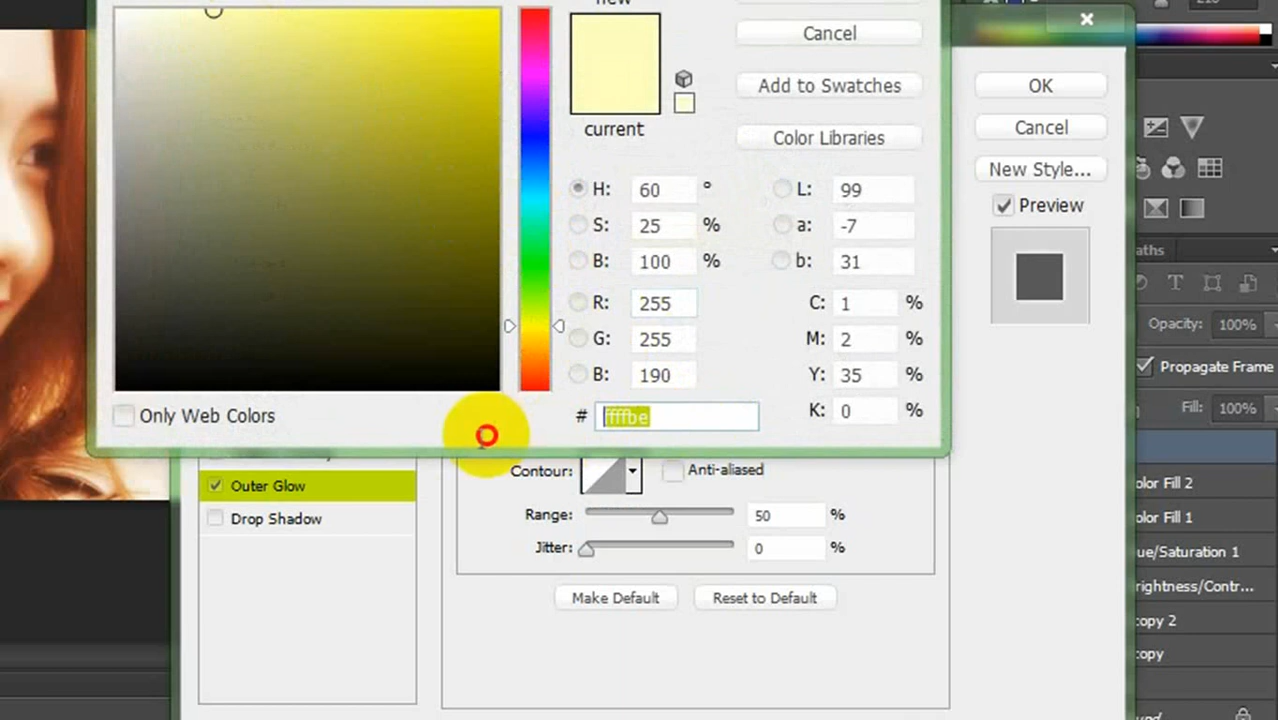 Cancel
Add to Swatches
current
Color Libraries
H: 60 °
L: 99
S: 25 %
a: -7
B: 100 %
b: 31
R: 255
C: 1 %
G: 255
M: 2 %
B: 190
Y: 35 %
K: 0 %
Only Web Colors
# ffffbe
OK
Cancel
New Style...
Preview
Opacity: 100%
Propagate Frame
Fill: 100%
Contour:
Anti-aliased
Outer Glow
Range: 50 %
Drop Shadow
Jitter: 0 %
Make Default
Reset to Default
olor Fill 2
olor Fill 1
ue/Saturation 1
rightness/Contr...
copy 2
copy